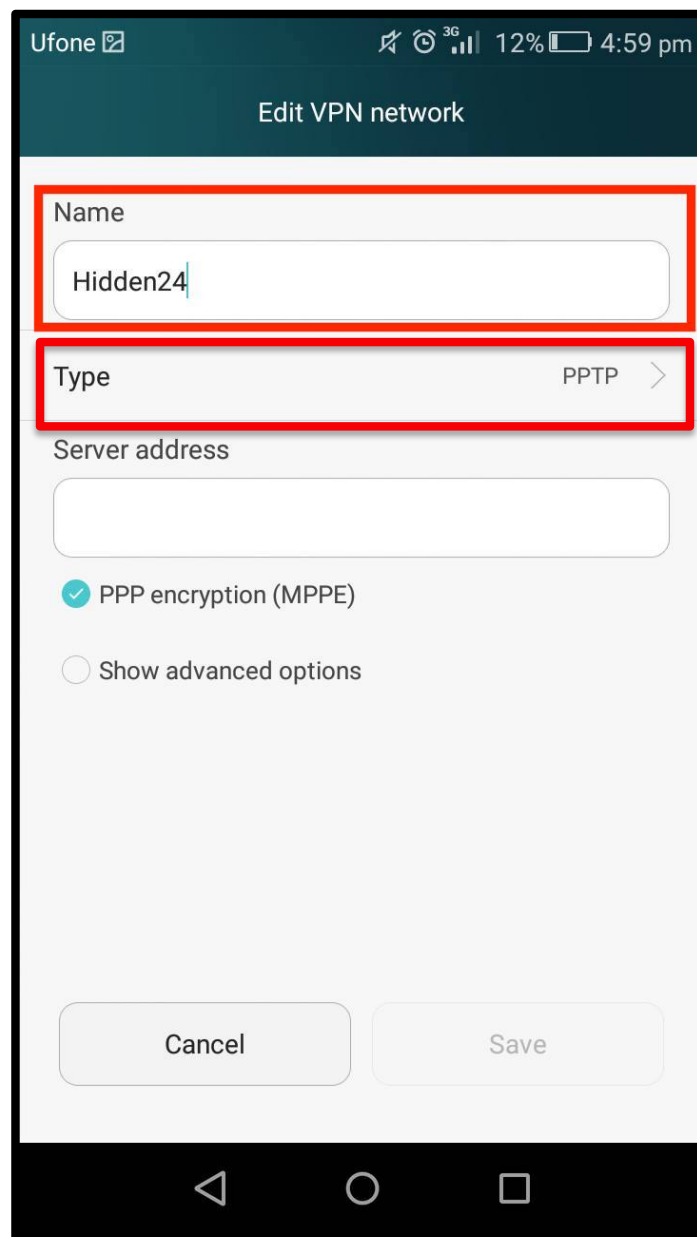 Ufone 3G 12% 4:59 pm
Edit VPN network
Name
Hidden24
Type PPTP
Server address
PPP encryption (MPPE)
Show advanced options
Cancel Save